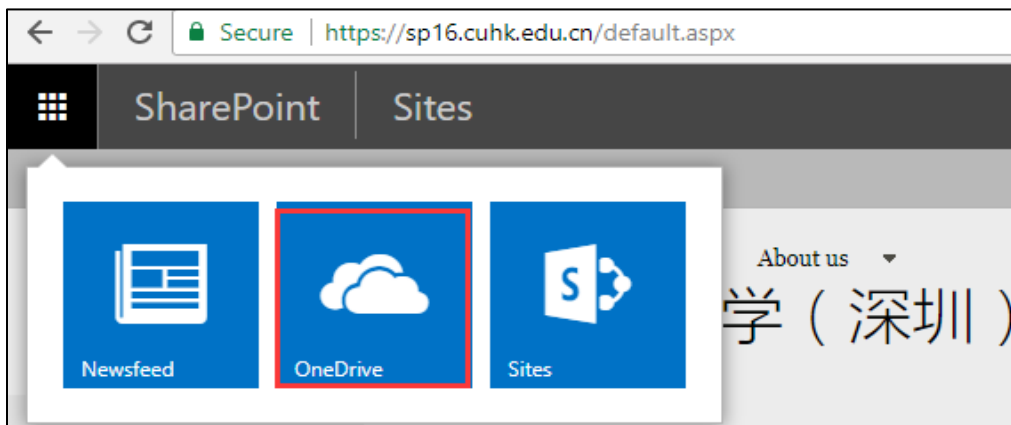 Secure | https://sp16.cuhk.edu.cn/default.aspx
SharePoint Sites
About us
学（深圳）
S
Newsfeed OneDrive Sites